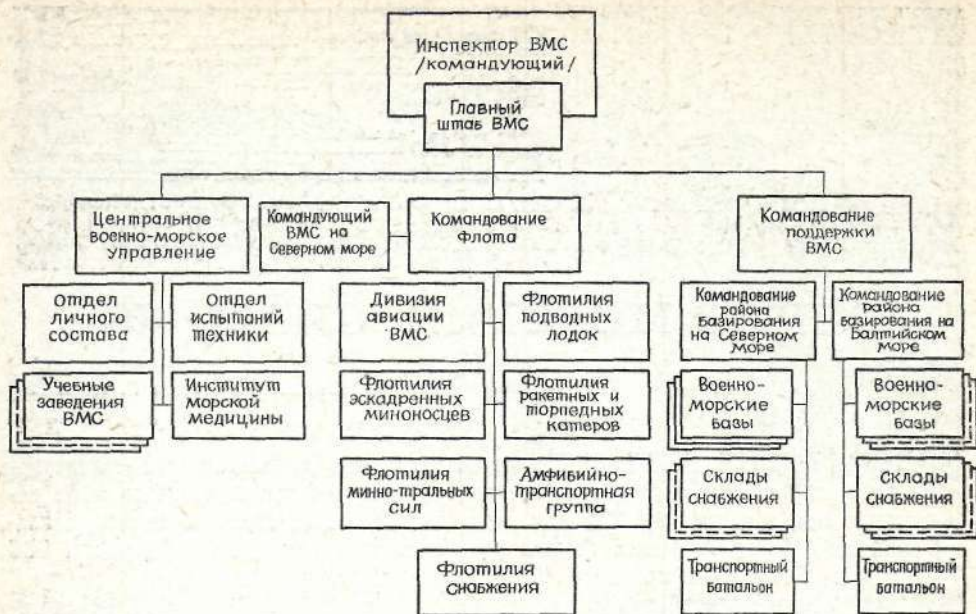 Инспектор ВМС
/командующий/
Главный
штаб ВМС
Центральное
военно-морское
управление
Командующий
ВМС на
Северном море
Командование
Флота
Командование
поддержки
ВМС
Отдел
личного
состава
Отдел
испытаний
техники
Дивизия
авиации
ВМС
Флотилия
подводных
лодок
Командование
района
базирования
на Северном
море
Командование
района
базирования на
Балтийском
море
Учебные
заведения
ВМС
Институт
морской
медицины
Флотилия
эскадренных
миноносцев
Флотилия
ракетных и
торпедных
катеров
Военно-
морские
базы
Военно-
морские
базы
Флотилия
минно-тральных
сил
Амфибийно-
транспортная
группа
Склады
снабжения
Склады
снабжения
Флотилия
снабжения
Транспортный
батальон
Транспортный
батальон